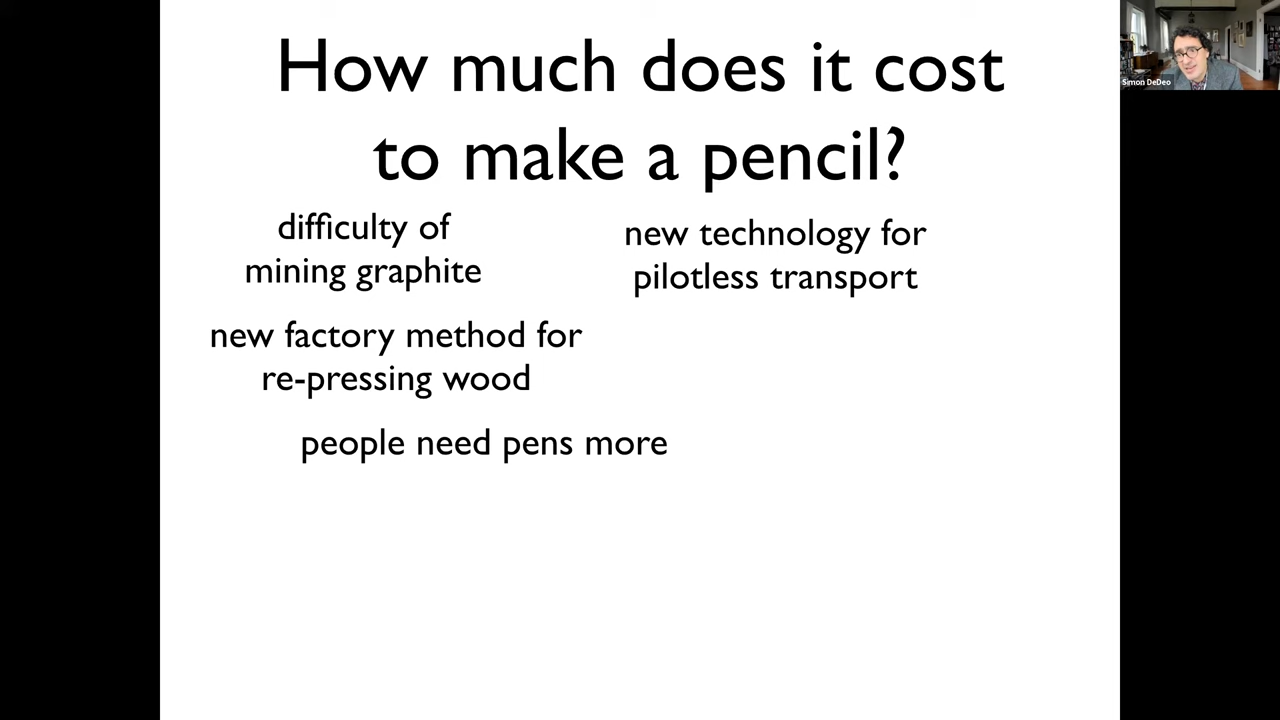 How much does it cost
to make a pencil?
difficulty of
mining graphite
new technology for
pilotless transport
new factory method for
re-pressing wood
people need pens more
Simon DeDeo